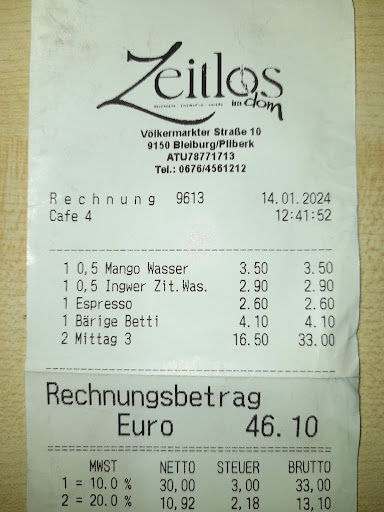 Zeitlos
im dom
Völkermarkter Straße 10
9150 Bleiburg/Pliberk
ATU78771713
Tel.: 0676/4561212
Rechnung 9613 14.01.2024
Cafe 4 12:41:52
1 0,5 Mango Wasser 3.50 3.50
1 0,5 Ingwer Zit.Was. 2.90 2.90
1 Espresso 2.60 2.60
1 Bärige Betti 4.10 4.10
2 Mittag 3 16.50 33.00
Rechnungsbetrag
Euro 46.10
MWST NETTO STEUER BRUTTO
1 = 10.0 % 30,00 3,00 33,00
2 = 20.0 % 10,92 2,18 13,10